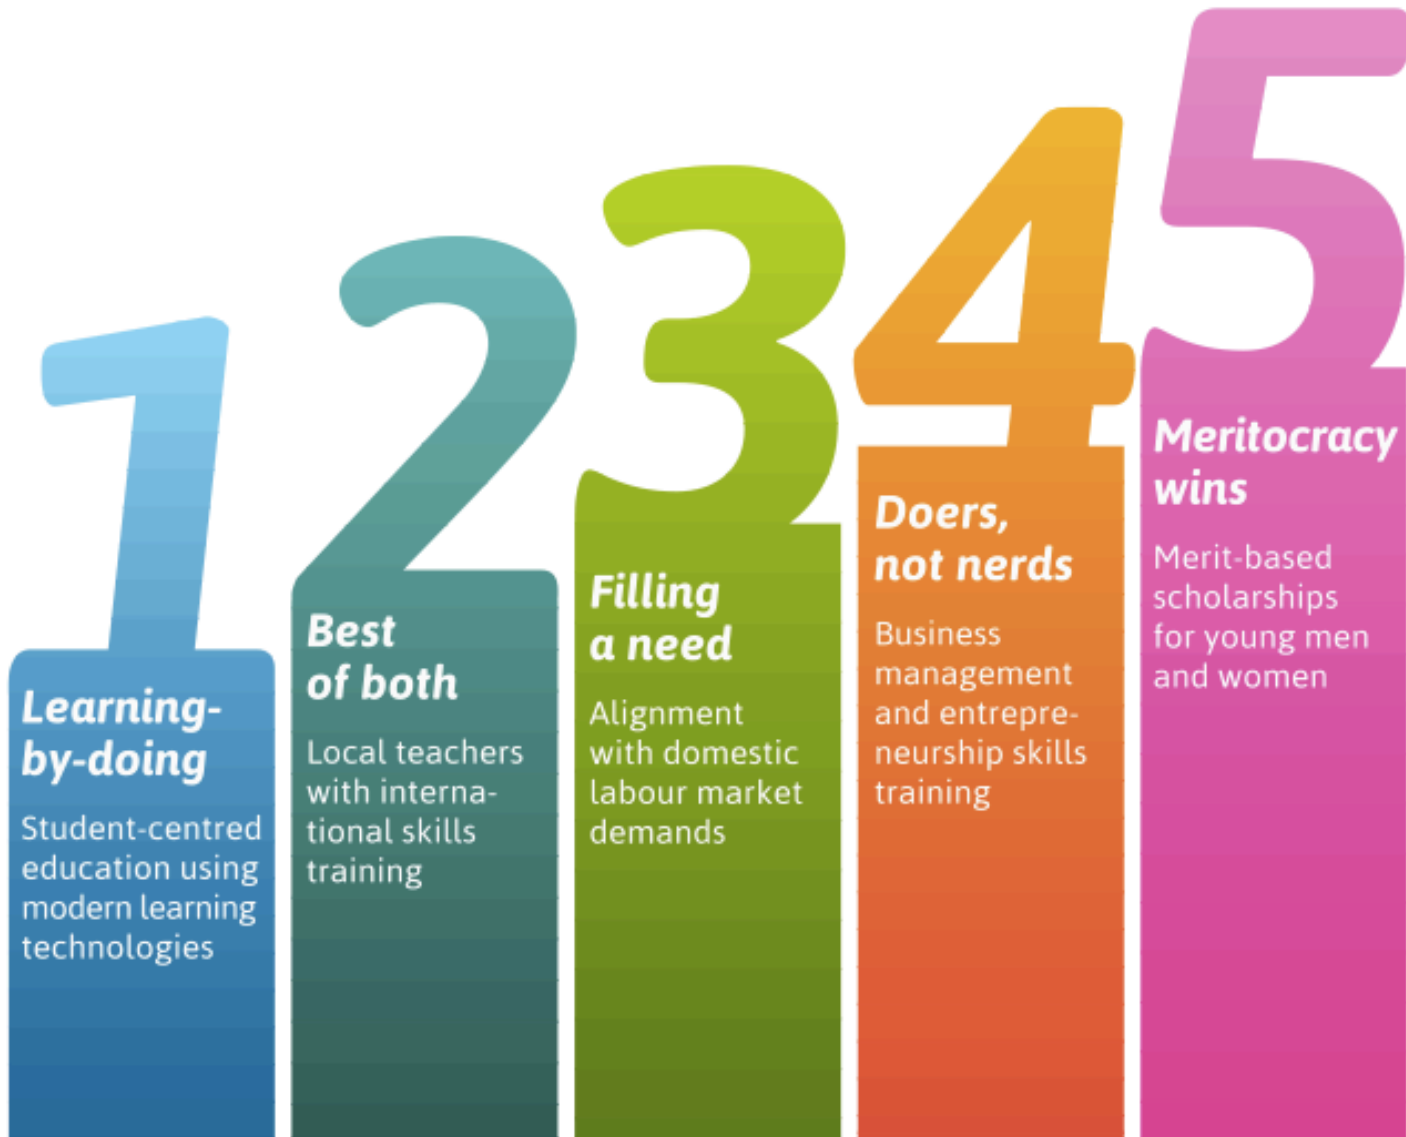 1
Learning-
by-doing
Student-centred
education using
modern learning
technologies
2
Best
of both
Local teachers
with interna-
tional skills
training
3
Filling
a need
Alignment
with domestic
labour market
demands
4
Doers,
not nerds
Business
management
and entrepre-
neurship skills
training
5
Meritocracy
wins
Merit-based
scholarships
for young men
and women